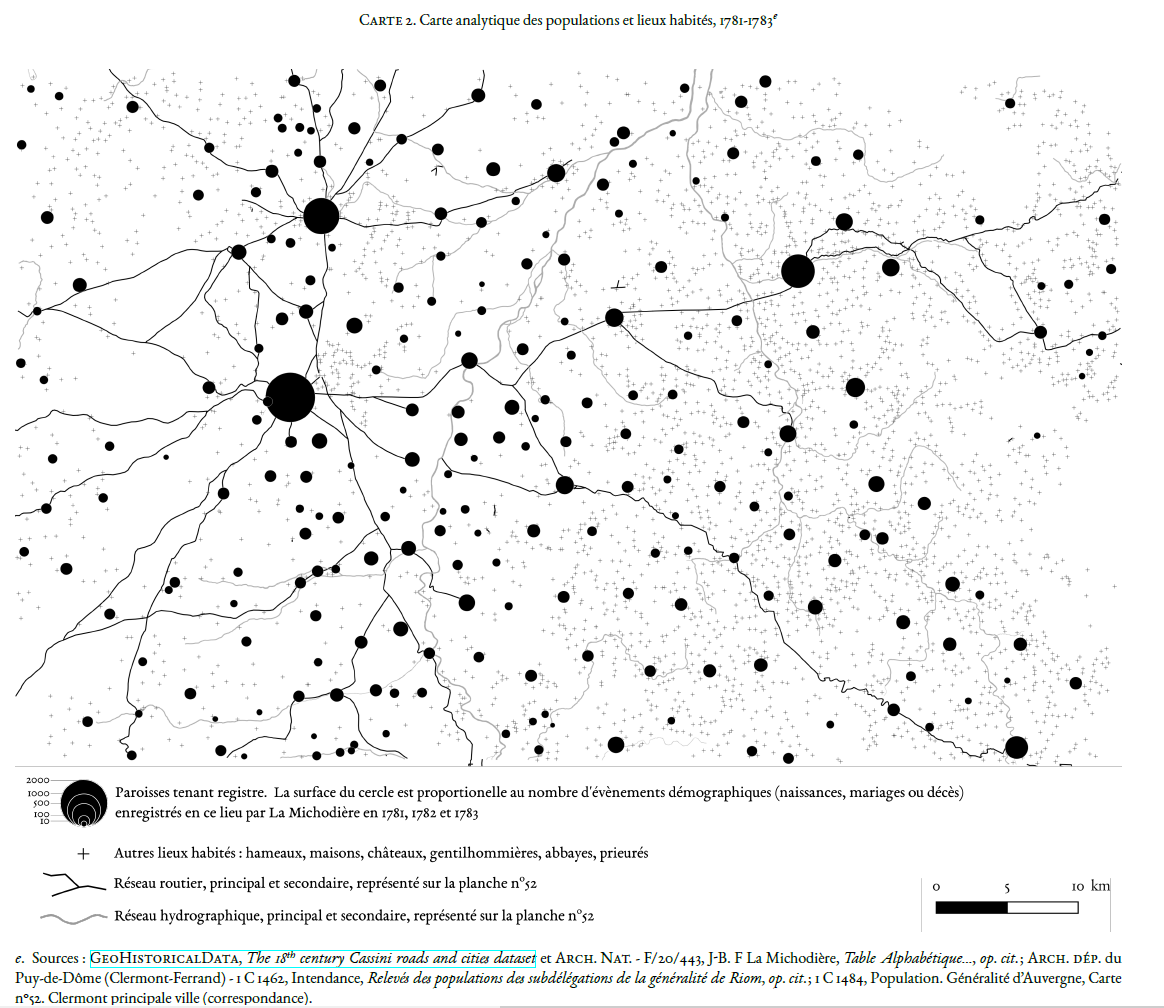 CARTE 2. Carte analytique des populations et lieux habités, 1781-1783e
2000
1000
500
100
10
Paroisses tenant registre. La surface du cercle est proportionelle au nombre d'évènements démographiques (naissances, mariages ou décès)
enregistrés en ce lieu par La Michodière en 1781, 1782 et 1783
Autres lieux habités : hameaux, maisons, châteaux, gentilhommières, abbayes, prieurés
Réseau routier, principal et secondaire, représenté sur la planche n°52
Réseau hydrographique, principal et secondaire, représenté sur la planche n°52
0 5 10 km
e. Sources : GEOHISTORICALDATA, The 18th century Cassini roads and cities dataset et ARCH. NAT. - F/20/443, J-B. F La Michodière, Table Alphabétique..., op. cit.; ARCH. DÉP. du
Puy-de-Dôme (Clermont-Ferrand) - 1 C 1462, Intendance, Relevés des populations des subdélégations de la généralité de Riom, op. cit.; 1 C 1484, Population. Généralité d'Auvergne, Carte
n°52. Clermont principale ville (correspondance).